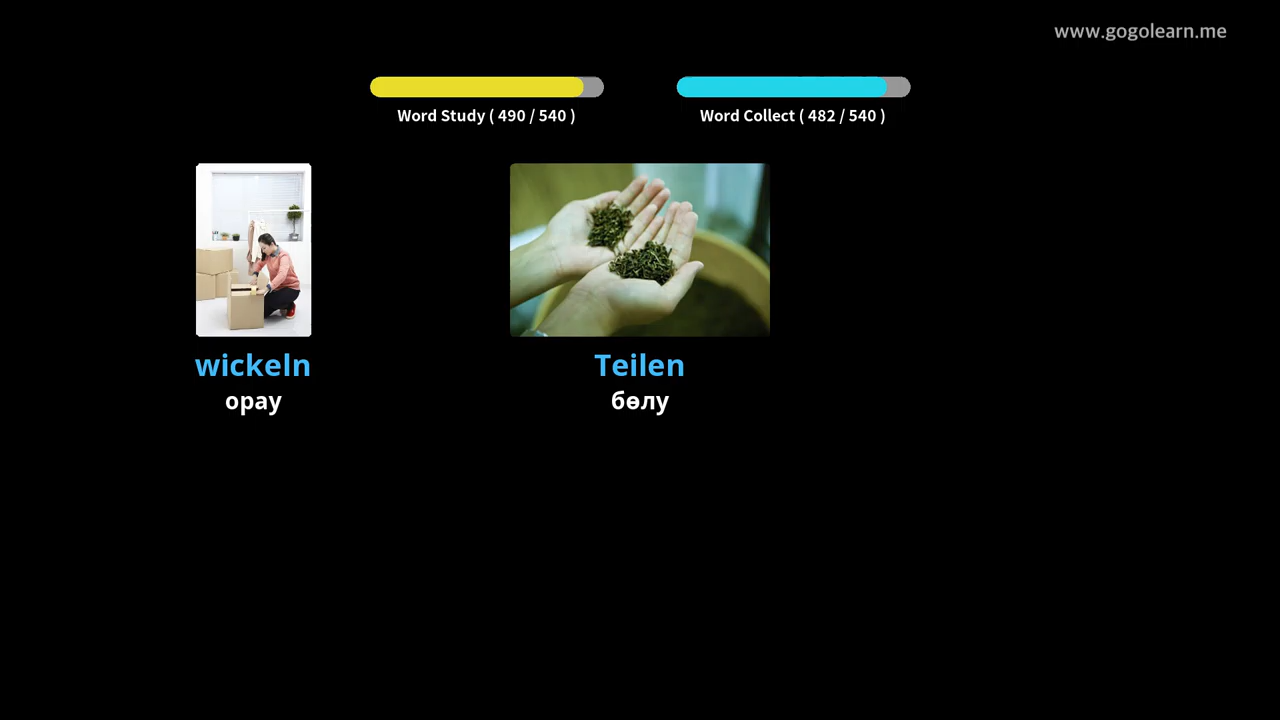 www.gogolearn.me
Word Study ( 490 / 540 )
Word Collect ( 482 / 540 )
wickeln
орау
Teilen
бөлу